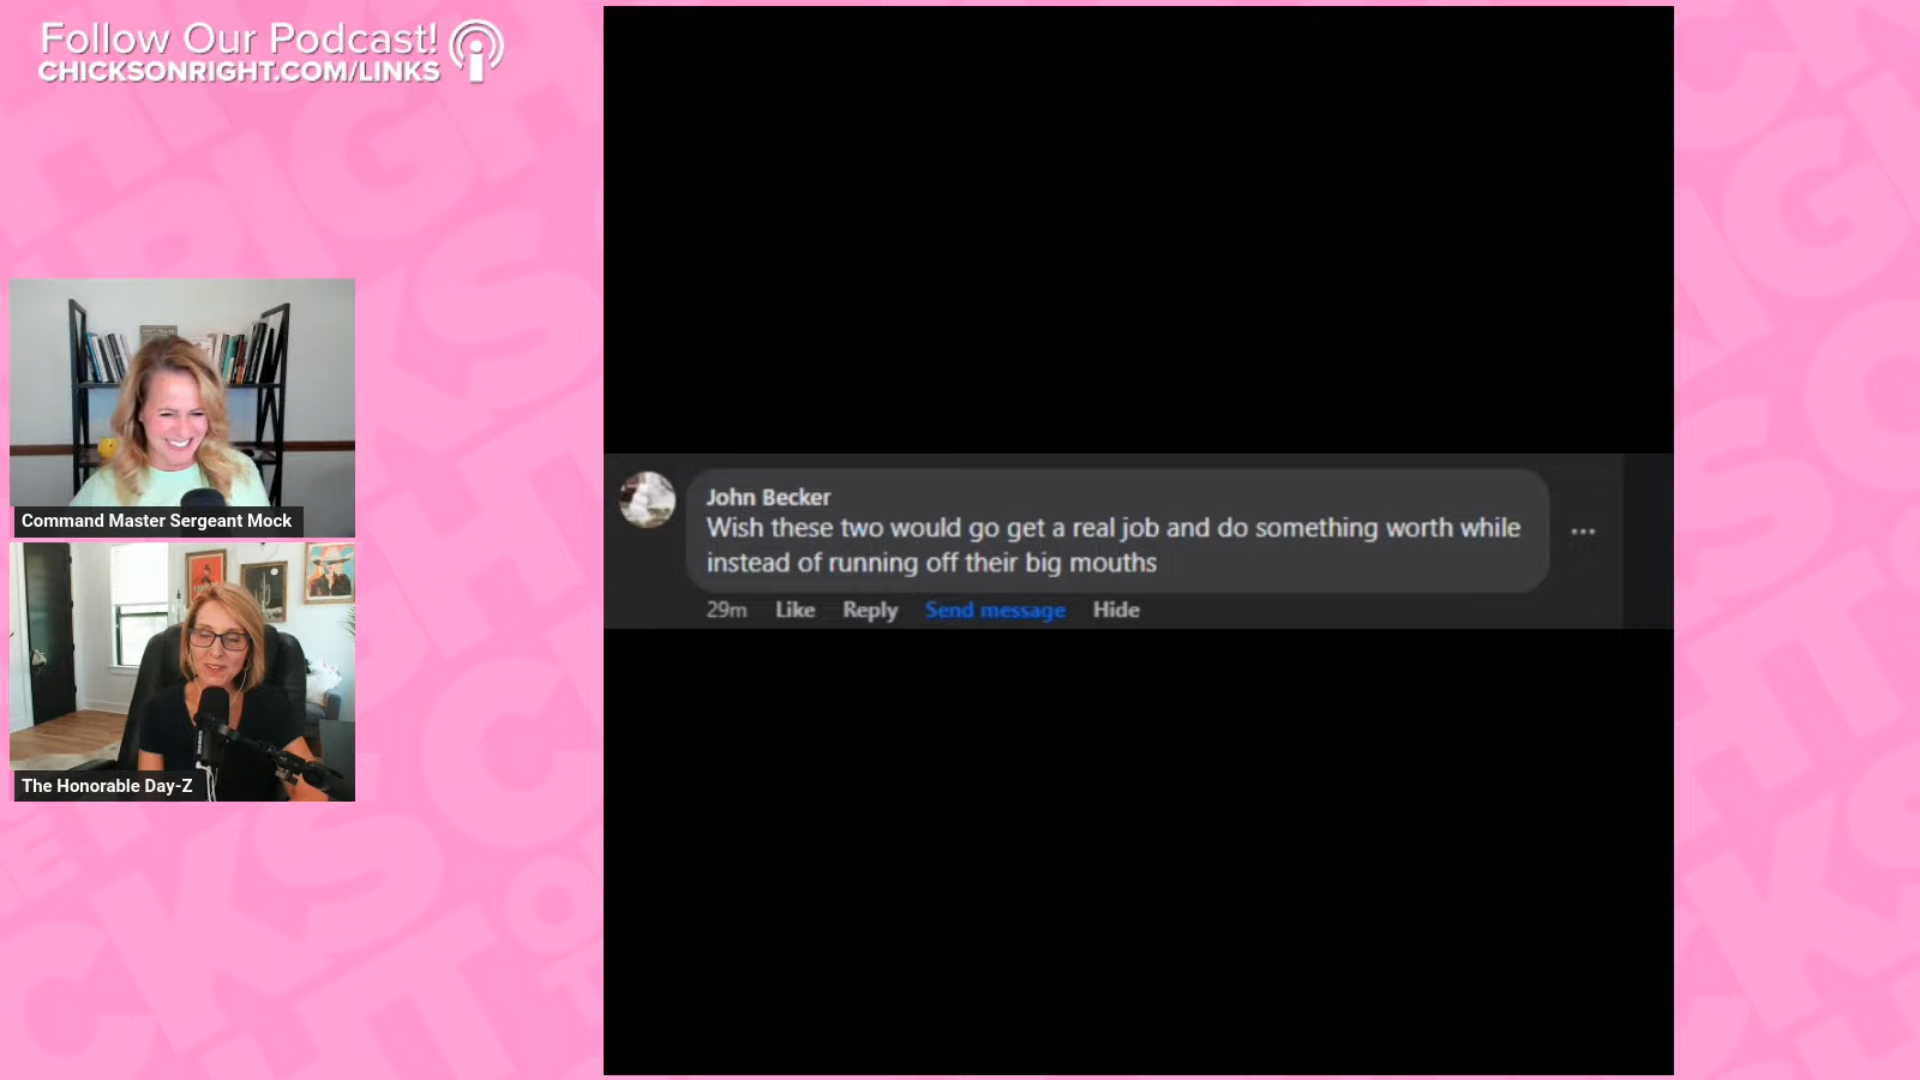 Follow Our Podcast!
CHICKSONRIGHT.COM/LINKS
Command Master Sergeant Mock
The Honorable Day-Z
John Becker
Wish these two would go get a real job and do something worth while
instead of running off their big mouths
29m Like Reply Send message Hide